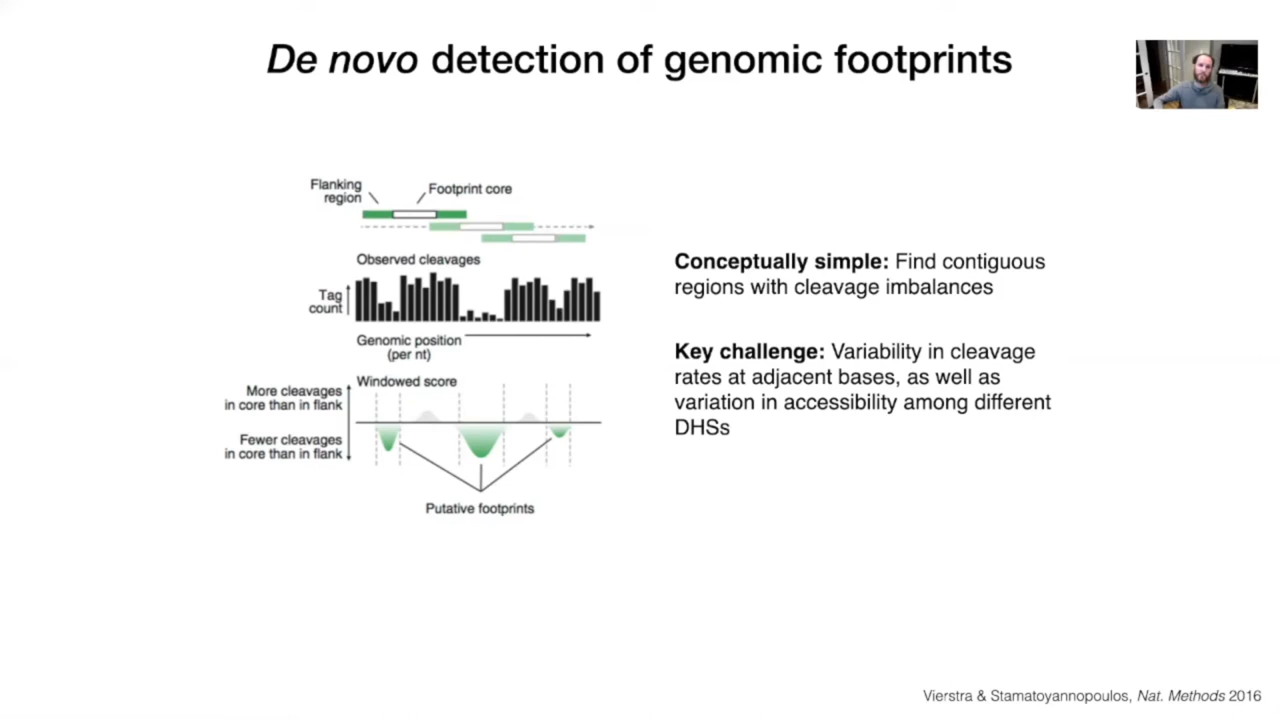 De novo detection of genomic footprints
Flanking
region
Footprint core
Observed cleavages
Tag
count
Genomic position
(per nt)
Windowed score
More cleavages
in core than in flank
Fewer cleavages
in core than in flank
Putative footprints
Conceptually simple: Find contiguous
regions with cleavage imbalances
Key challenge: Variability in cleavage
rates at adjacent bases, as well as
variation in accessibility among different
DHSs
Vierstra & Stamatoyannopoulos, Nat. Methods 2016